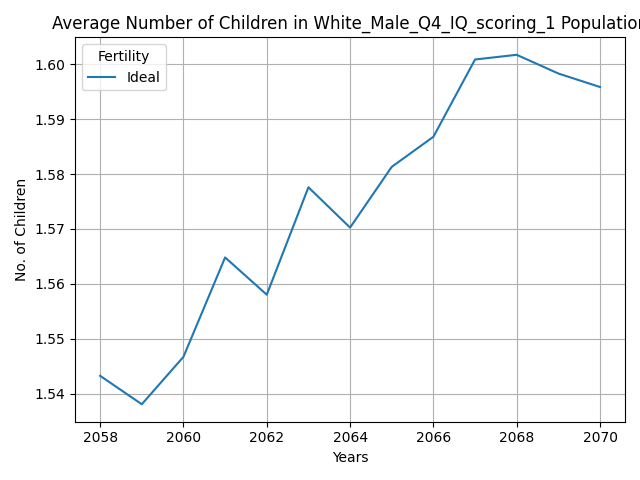 Average Number of Children in White_Male_Q4_IQ_scoring_1 Population
Fertility
Ideal
No. of Children
1.60
1.59
1.58
1.57
1.56
1.55
1.54
2058 2060 2062 2064 2066 2068 2070
Years